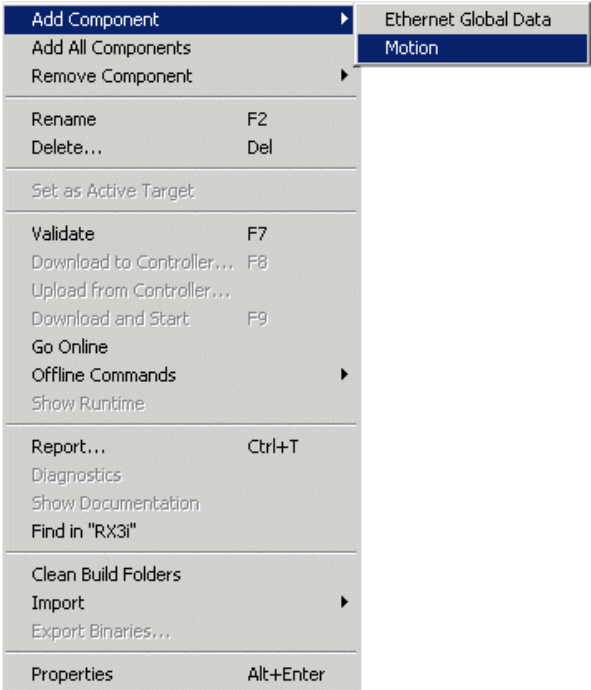 Add Component
Ethernet Global Data
Add All Components
Motion
Remove Component
Rename F2
Delete... Del
Set as Active Target
Validate F7
Download to Controller... F8
Upload from Controller...
Download and Start F9
Go Online
Offline Commands
Show Runtime
Report... Ctrl+T
Diagnostics
Show Documentation
Find in "RX3i"
Clean Build Folders
Import
Export Binaries...
Properties Alt+Enter